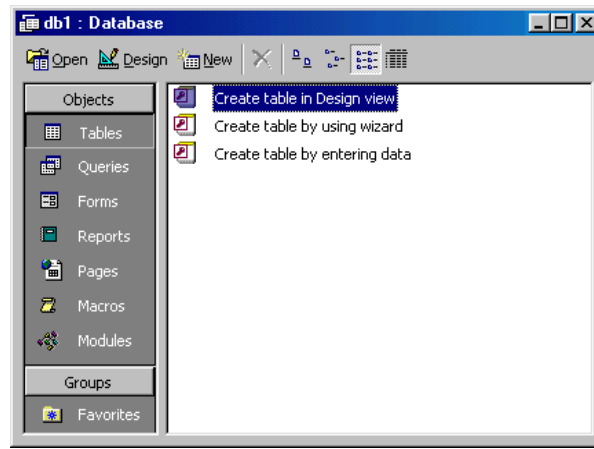 db1 : Database
Open Design New
Objects
Tables
Queries
Forms
Reports
Pages
Macros
Modules
Groups
Favorites
Create table in Design view
Create table by using wizard
Create table by entering data